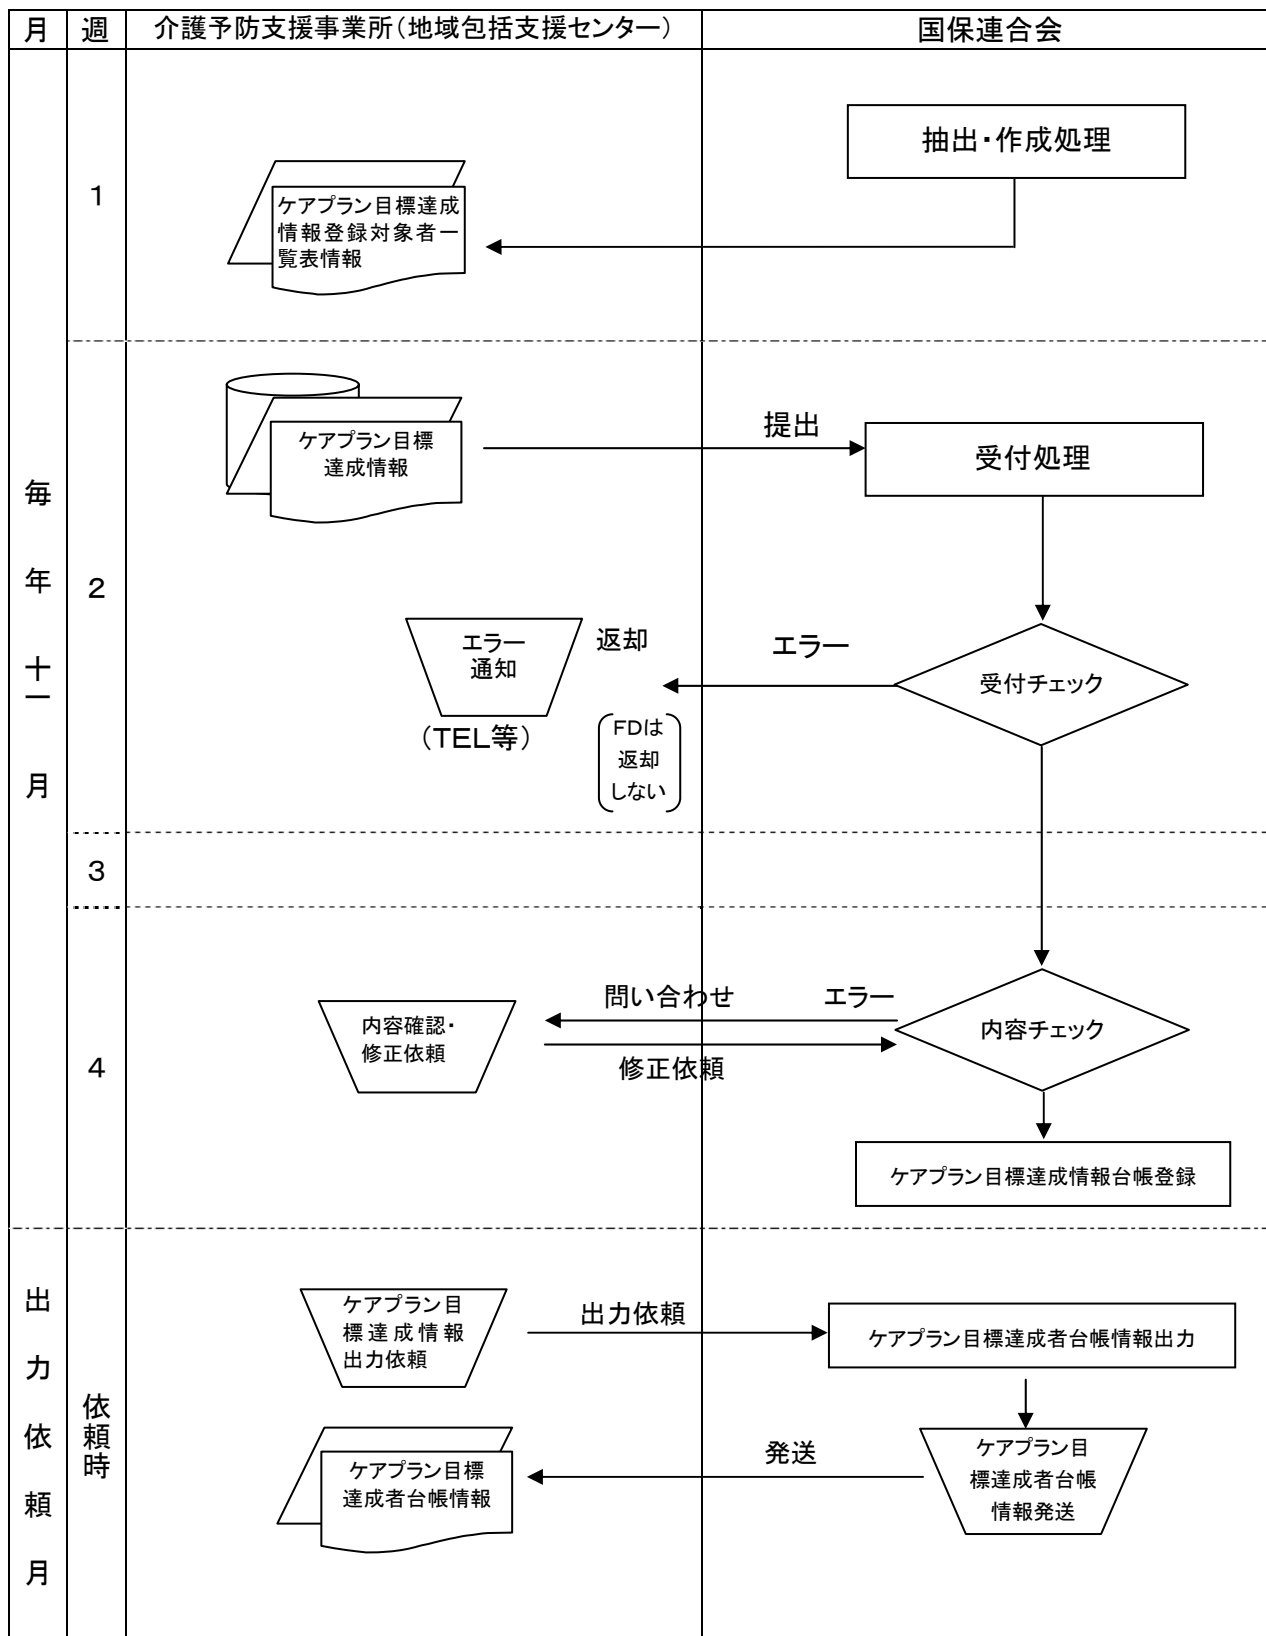 月
週
介護予防支援事業所（地域包括支援センター）
国保連合会
毎年十一月
1
抽出・作成処理
ケアプラン目標達成
情報登録対象者一
覧表情報
2
ケアプラン目標
達成情報
提出
受付処理
エラー
通知
（TEL等）
返却
FDは
返却
しない
エラー
受付チェック
3
4
内容確認・
修正依頼
問い合わせ
エラー
修正依頼
内容チェック
ケアプラン目標達成情報台帳登録
出力依頼月
依頼時
ケアプラン目
標達成情報
出力依頼
出力依頼
ケアプラン目標達成者台帳情報出力
ケアプラン目標
達成者台帳情報
発送
ケアプラン目
標達成者台帳
情報発送